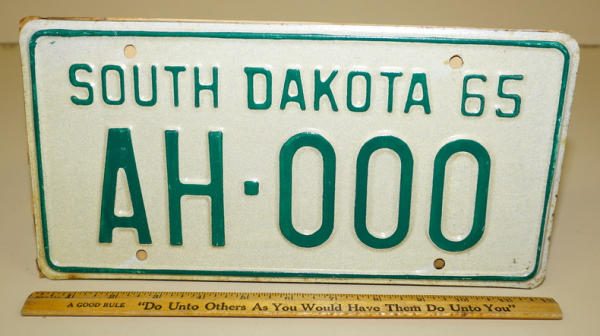 SOUTH DAKOTA 65
AH·000
A GOOD RULE "Do Unto Others As You Would Have Them Do Unto You"